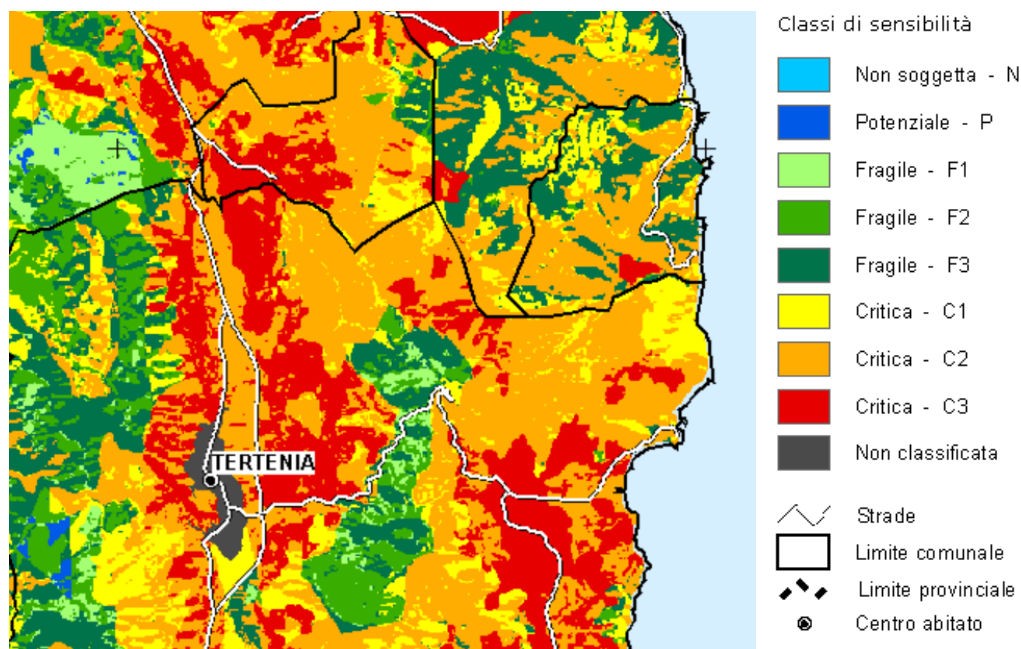 Classi di sensibilità
Non soggetta - N
Potenziale - P
Fragile - F1
Fragile - F2
Fragile - F3
Critica - C1
Critica - C2
Critica - C3
Non classificata
Strade
Limite comunale
Limite provinciale
Centro abitato
TERTENIA